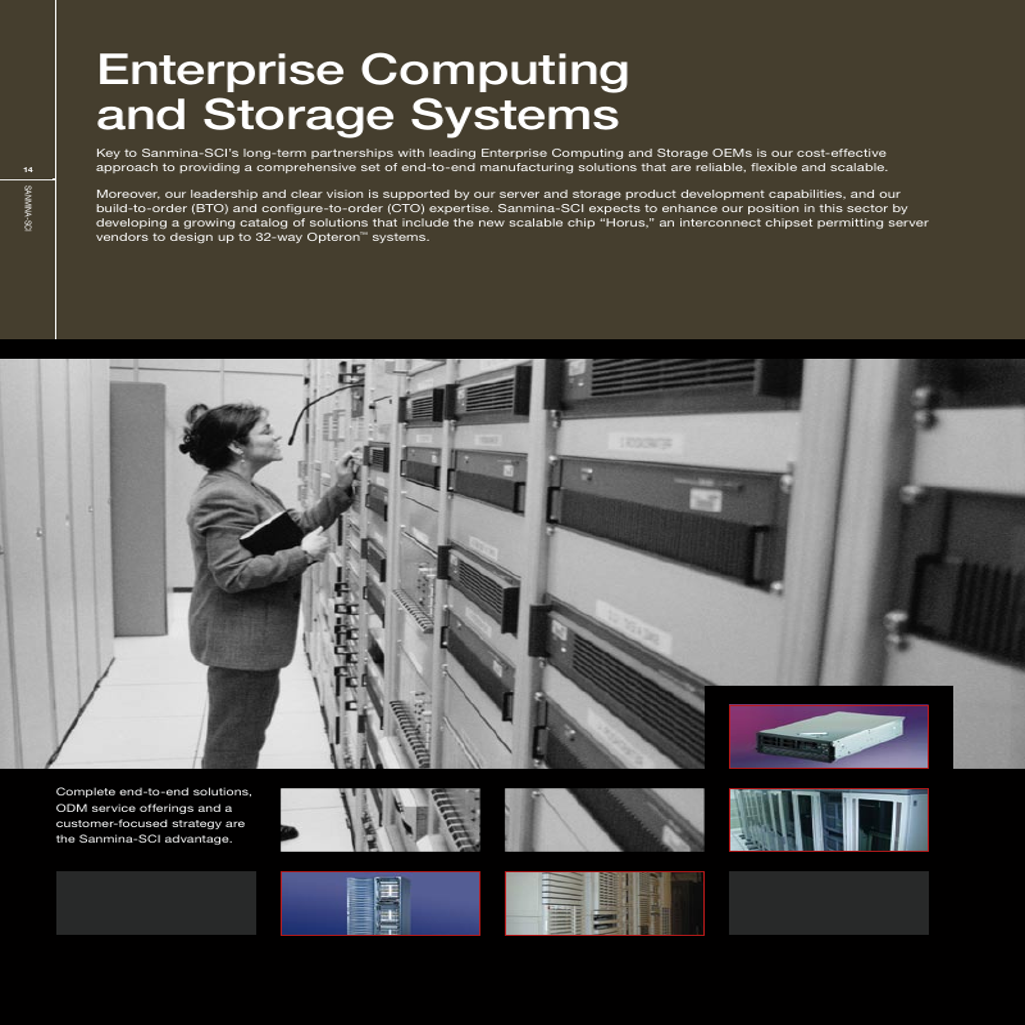 Enterprise Computing
and Storage Systems
Key to Sanmina-SCI's long-term partnerships with leading Enterprise Computing and Storage OEMs is our cost-effective
approach to providing a comprehensive set of end-to-end manufacturing solutions that are reliable, flexible and scalable.
Moreover, our leadership and clear vision is supported by our server and storage product development capabilities, and our
build-to-order (BTO) and configure-to-order (CTO) expertise. Sanmina-SCI expects to enhance our position in this sector by
developing a growing catalog of solutions that include the new scalable chip “Horus,” an interconnect chipset permitting server
vendors to design up to 32-way Opteron™ systems.
14
SANMINA-SCI
Complete end-to-end solutions,
ODM service offerings and a
customer-focused strategy are
the Sanmina-SCI advantage.